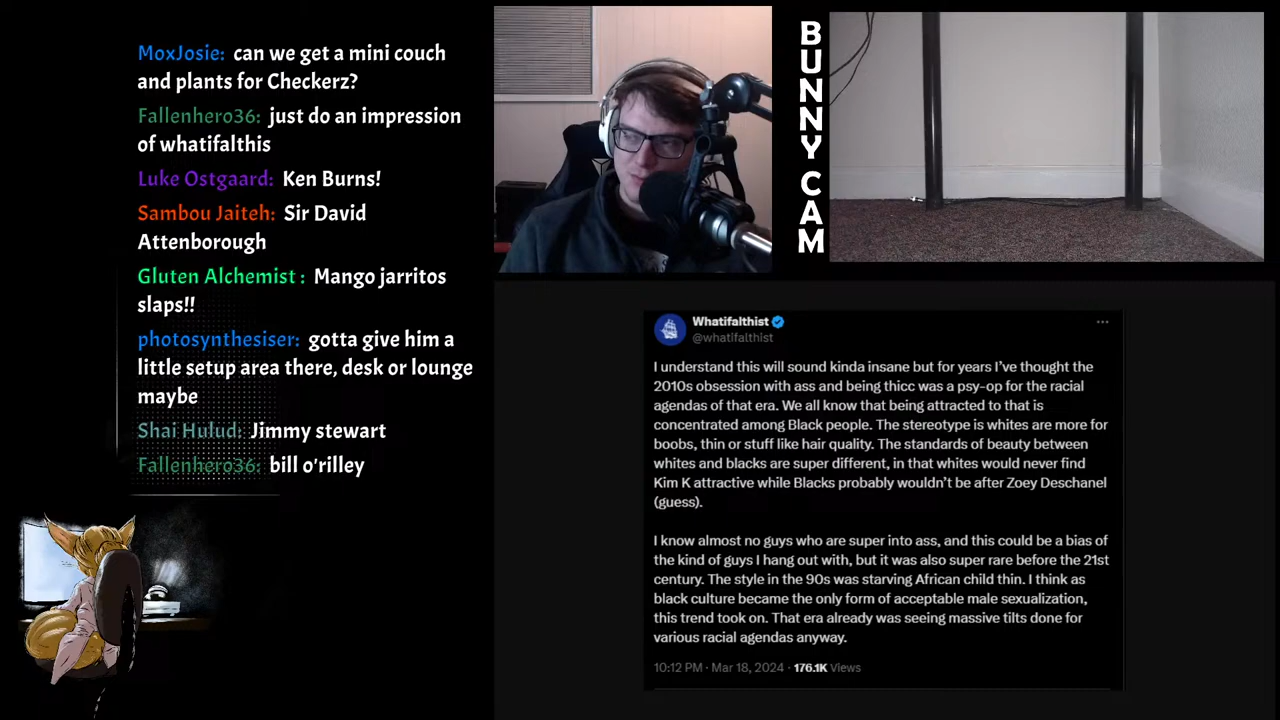 MoxJosie: can we get a mini couch
and plants for Checkerz?
Fallenhero36: just do an impression
of whatifalthis
Luke Ostgaard: Ken Burns!
Sambou Jaiteh: Sir David
Attenborough
Gluten Alchemist : Mango jarritos
slaps!!
photosynthesiser: gotta give him a
little setup area there, desk or lounge
maybe
Shai Hulud: Jimmy stewart
Fallenhero36: bill o'rilley
BUNNY CAM
Whatifalthist
@whatifalthist
I understand this will sound kinda insane but for years I've thought the
2010s obsession with ass and being thicc was a psy-op for the racial
agendas of that era. We all know that being attracted to that is
concentrated among Black people. The stereotype is whites are more for
boobs, thin or stuff like hair quality. The standards of beauty between
whites and blacks are super different, in that whites would never find
Kim K attractive while Blacks probably wouldn't be after Zoey Deschanel
(guess).
I know almost no guys who are super into ass, and this could be a bias of
the kind of guys I hang out with, but it was also super rare before the 21st
century. The style in the 90s was starving African child thin. I think as
black culture became the only form of acceptable male sexualization,
this trend took on. That era already was seeing massive tilts done for
various racial agendas anyway.
10:12 PM · Mar 18, 2024 · 176.1K Views